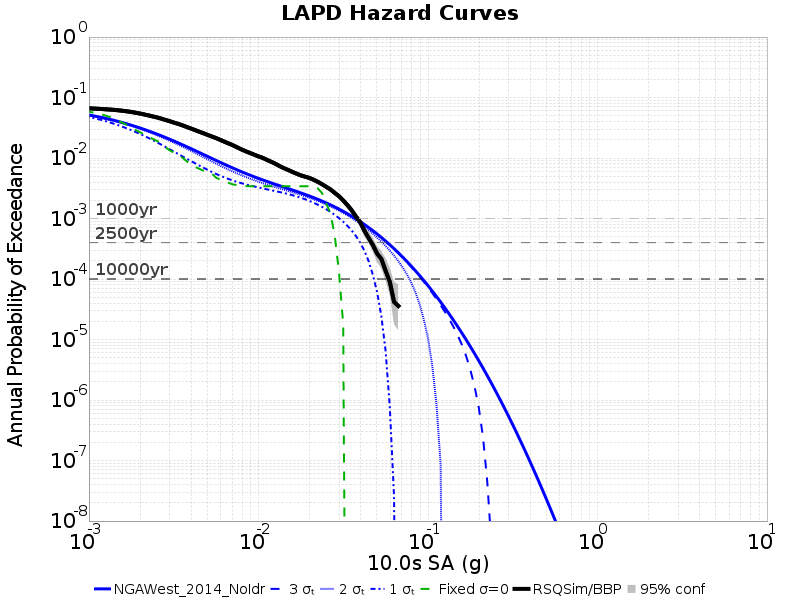 LAPD Hazard Curves
Annual Probability of Exceedance
10^0
10^-1
10^-2
10^-3
10^-4
10^-5
10^-6
10^-7
10^-8
1000yr
2500yr
10000yr
10^-3 10^-2 10^-1 10^0 10^1
10.0s SA (g)
NGAWest_2014_NoIdr 3 σₜ 2 σₜ 1 σₜ Fixed σ=0 RSQSim/BBP 95% conf